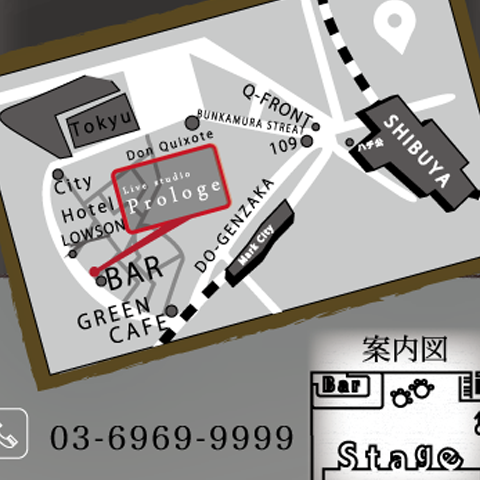 Q-FRONT
BUNKAMURA STREAT
109
ハチ公
SHIBUYA
Tokyu
Don Quixote
City
Hotel
LOWSON
Live studio
Prologe
DO-GENZAKA
Mark City
BAR
GREEN
CAFE
案内図
Bar
Stage
03-6969-9999